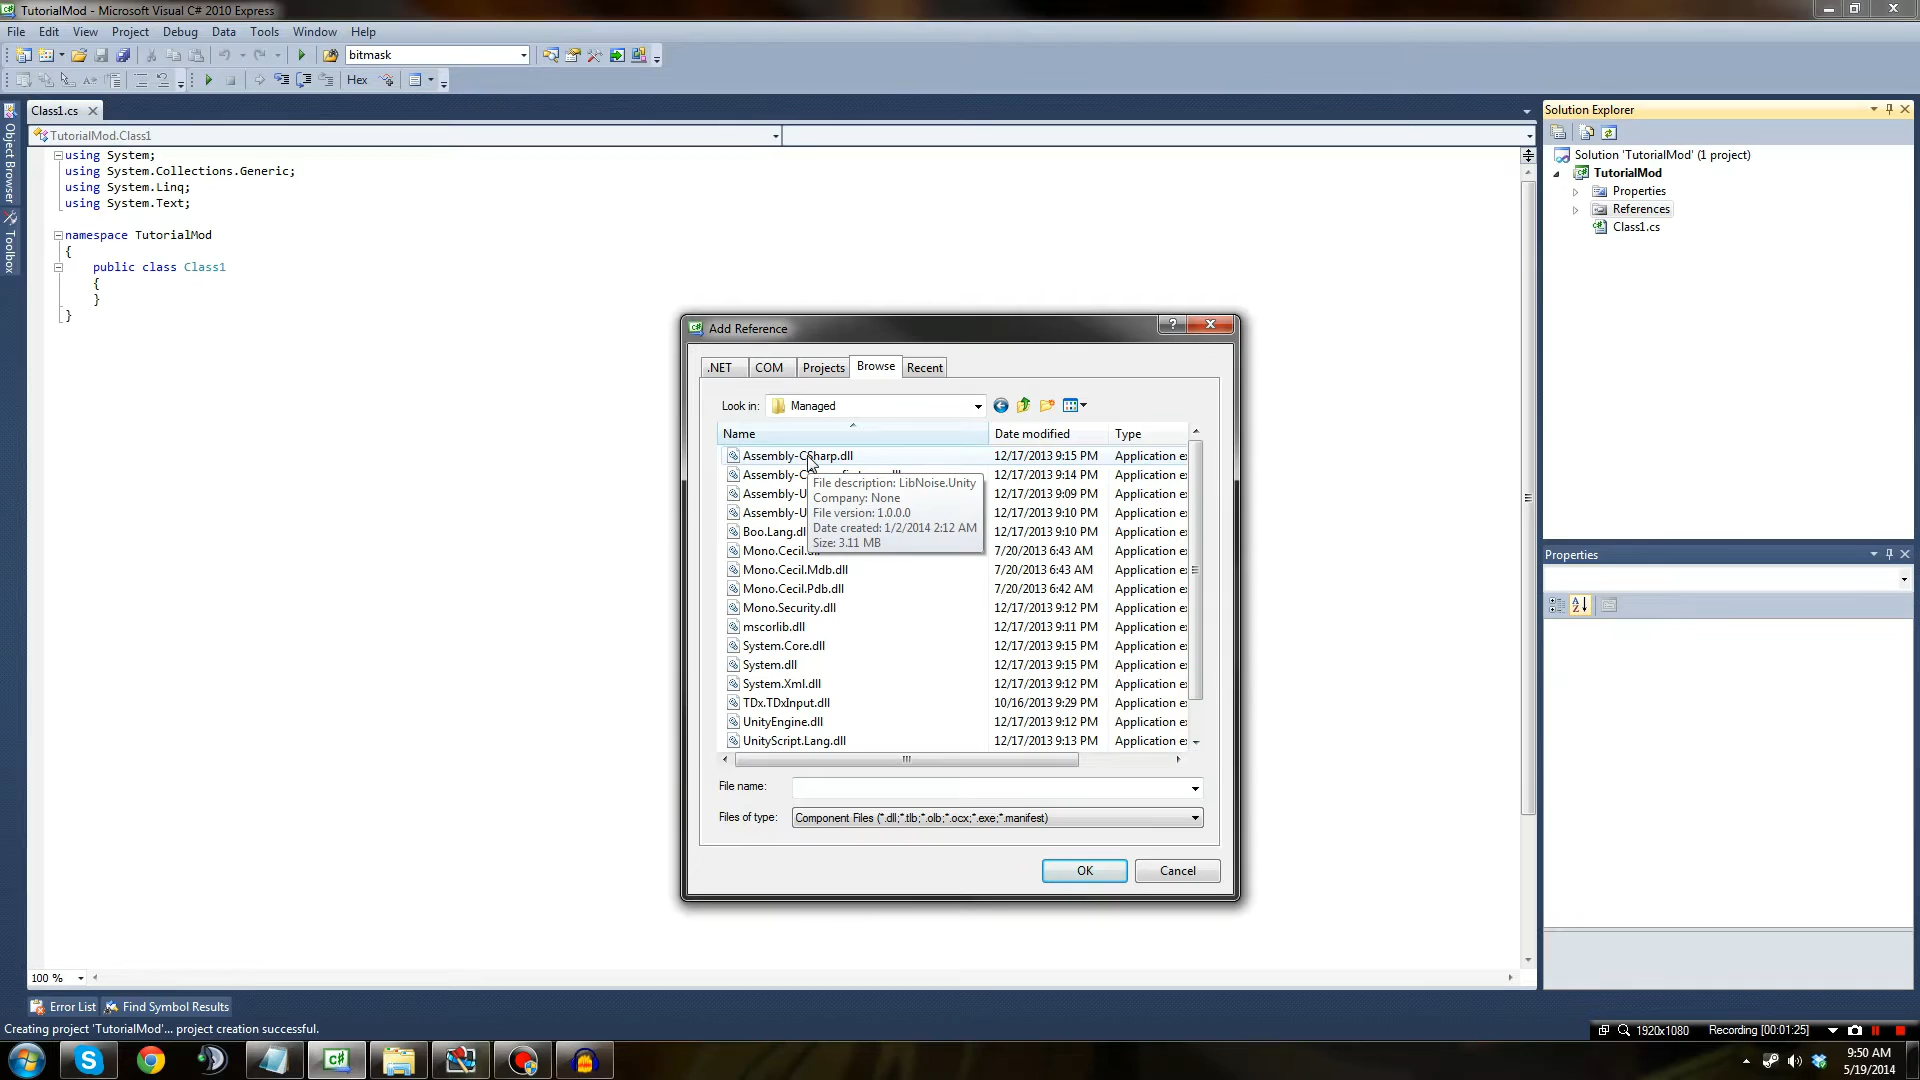 TutorialMod - Microsoft Visual C# 2010 Express
File Edit View Project Debug Data Tools Window Help
bitmask
Hex
Class1.cs
TutorialMod.Class1
Object Browser
Toolbox
using System;
using System.Collections.Generic;
using System.Linq;
using System.Text;
namespace TutorialMod
{
public class Class1
{
}
}
100 %
Add Reference
.NET COM Projects Browse Recent
Look in: Managed
Name Date modified Type
Assembly-CSharp.dll 12/17/2013 9:15 PM Application e
12/17/2013 9:14 PM Application e
Assembly-U 12/17/2013 9:09 PM Application e
Assembly-U 12/17/2013 9:10 PM Application e
Boo.Lang.dl 12/17/2013 9:10 PM Application e
Mono.Cecil. 7/20/2013 6:43 AM Application e
Mono.Cecil.Mdb.dll 7/20/2013 6:43 AM Application e
Mono.Cecil.Pdb.dll 7/20/2013 6:42 AM Application e
Mono.Security.dll 12/17/2013 9:12 PM Application e
mscorlib.dll 12/17/2013 9:11 PM Application e
System.Core.dll 12/17/2013 9:15 PM Application e
System.dll 12/17/2013 9:15 PM Application e
System.Xml.dll 12/17/2013 9:12 PM Application e
TDx.TDxInput.dll 10/16/2013 9:29 PM Application e
UnityEngine.dll 12/17/2013 9:12 PM Application e
UnityScript.Lang.dll 12/17/2013 9:13 PM Application e
File description: LibNoise.Unity
Company: None
File version: 1.0.0.0
Date created: 1/2/2014 2:12 AM
Size: 3.11 MB
File name:
Files of type: Component Files (*.dll;*.tlb;*.olb;*.ocx;*.exe;*.manifest)
OK Cancel
Solution Explorer
Solution 'TutorialMod' (1 project)
TutorialMod
Properties
References
Class1.cs
Properties
Error List Find Symbol Results
Creating project 'TutorialMod'... project creation successful.
1920x1080 Recording [00:01:25]
9:50 AM
5/19/2014